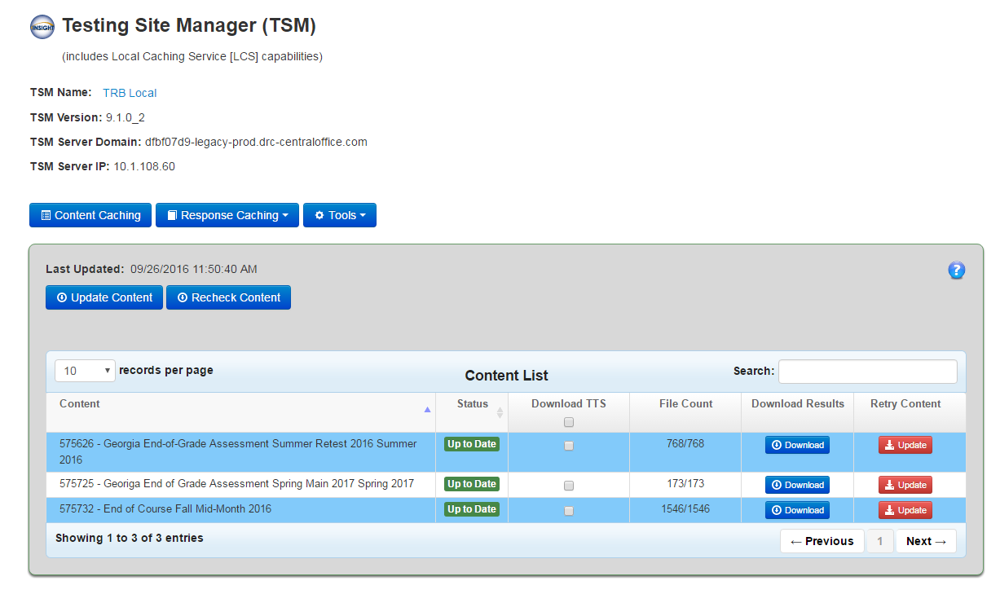 INSIGHT
Testing Site Manager (TSM)
(includes Local Caching Service [LCS] capabilities)
TSM Name: TRB Local
TSM Version: 9.1.0_2
TSM Server Domain: dfbf07d9-legacy-prod.drc-centraloffice.com
TSM Server IP: 10.1.108.60
Content Caching Response Caching Tools
Last Updated: 09/26/2016 11:50:40 AM
?
Update Content Recheck Content
10 records per page Content List Search:
Content Status Download TTS File Count Download Results Retry Content
575626 - Georgia End-of-Grade Assessment Summer Retest 2016 Summer Up to Date 768/768 Download Update
2016
575725 - Georiga End of Grade Assessment Spring Main 2017 Spring 2017 Up to Date 173/173 Download Update
575732 - End of Course Fall Mid-Month 2016 Up to Date 1546/1546 Download Update
Showing 1 to 3 of 3 entries ← Previous 1 Next →